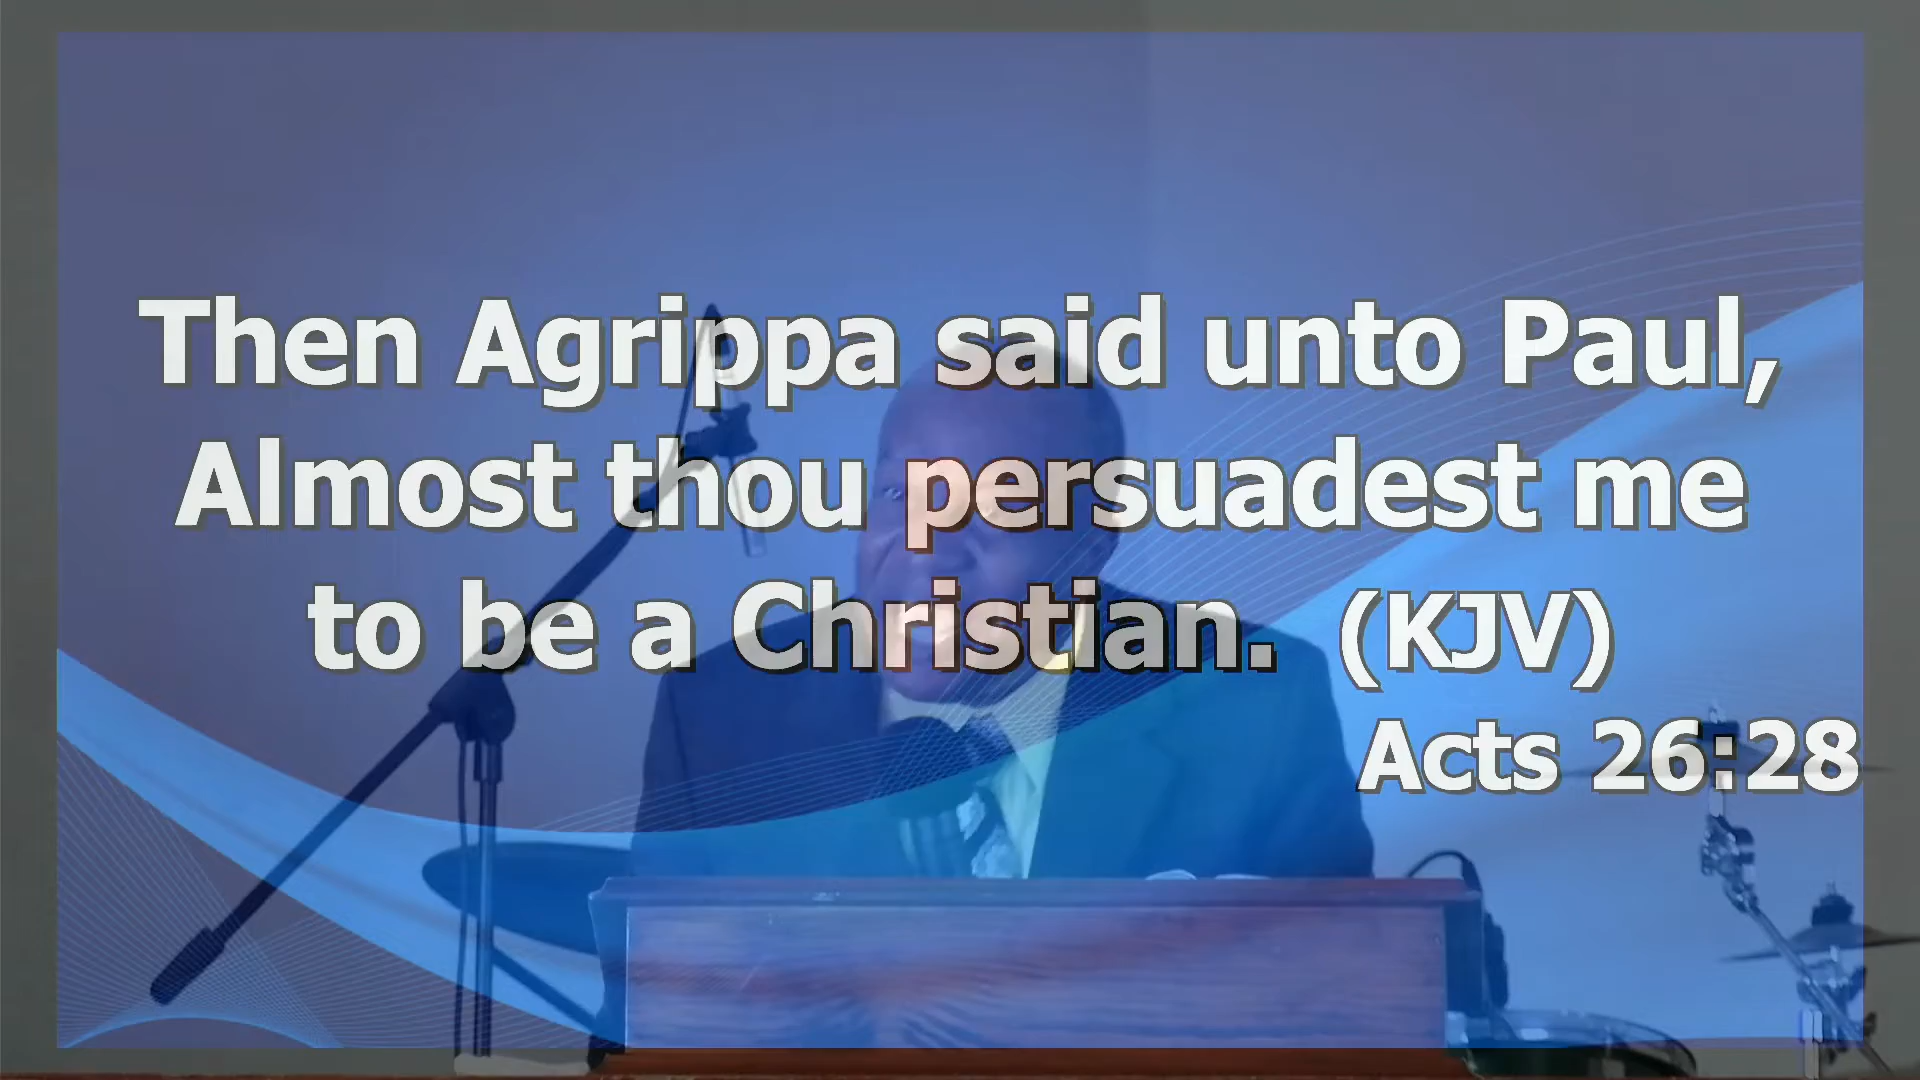 Then Agrippa said unto Paul,
Almost thou persuadest me
to be a Christian. (KJV)
Acts 26:28